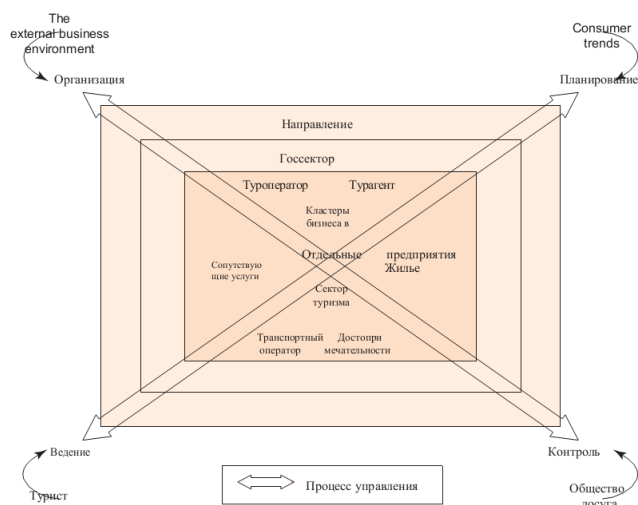 The
external business
environment
Consumer
trends
Организация
Планирование
Направление
Госсектор
Туроператор
Турагент
Кластеры
бизнеса в
Отдельные
предприятия
Жилье
Сопутствую
щие услуги
Сектор
туризма
Транспортный
оператор
Достопри
мечательности
Ведение
Контроль
Процесс управления
Турист
Общество
досуга